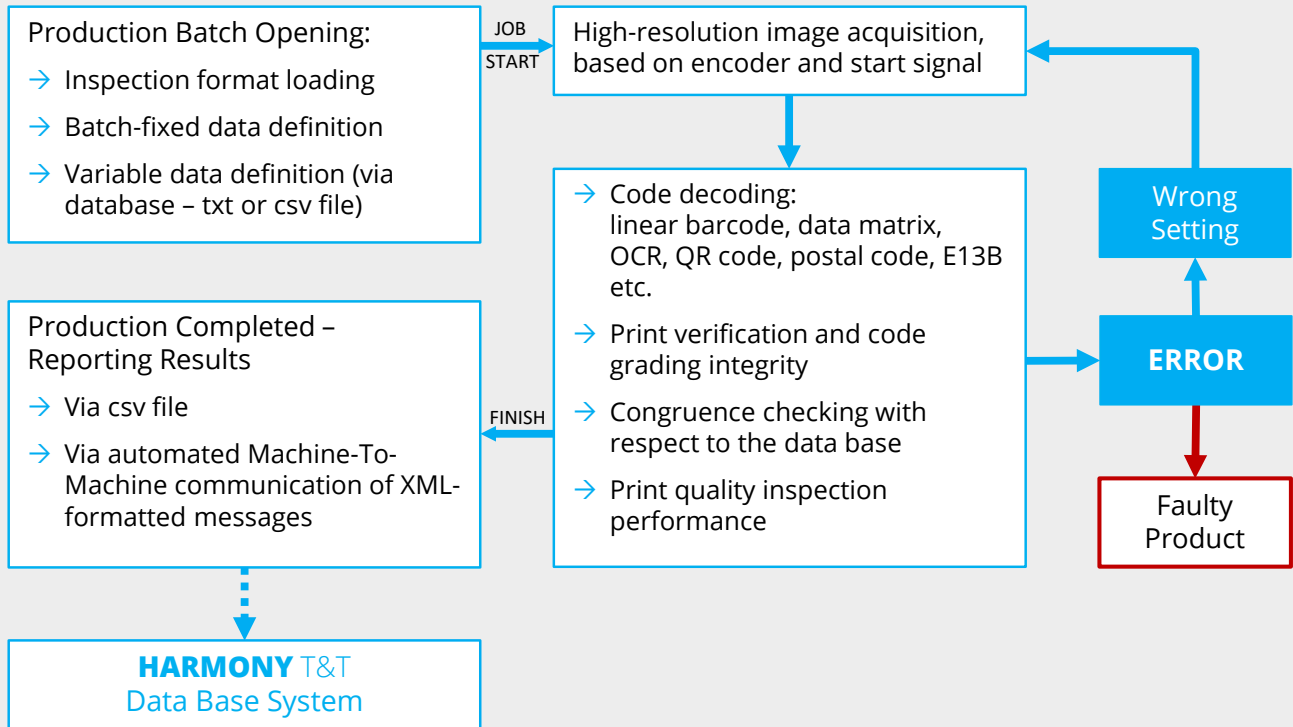 Production Batch Opening:
→ Inspection format loading
→ Batch-fixed data definition
→ Variable data definition (via
database – txt or csv file)
JOB
START
High-resolution image acquisition,
based on encoder and start signal
→ Code decoding:
linear barcode, data matrix,
OCR, QR code, postal code, E13B
etc.
→ Print verification and code
grading integrity
→ Congruence checking with
respect to the data base
→ Print quality inspection
performance
Wrong
Setting
ERROR
Faulty
Product
FINISH
Production Completed –
Reporting Results
→ Via csv file
→ Via automated Machine-To-
Machine communication of XML-
formatted messages
HARMONY T&T
Data Base System